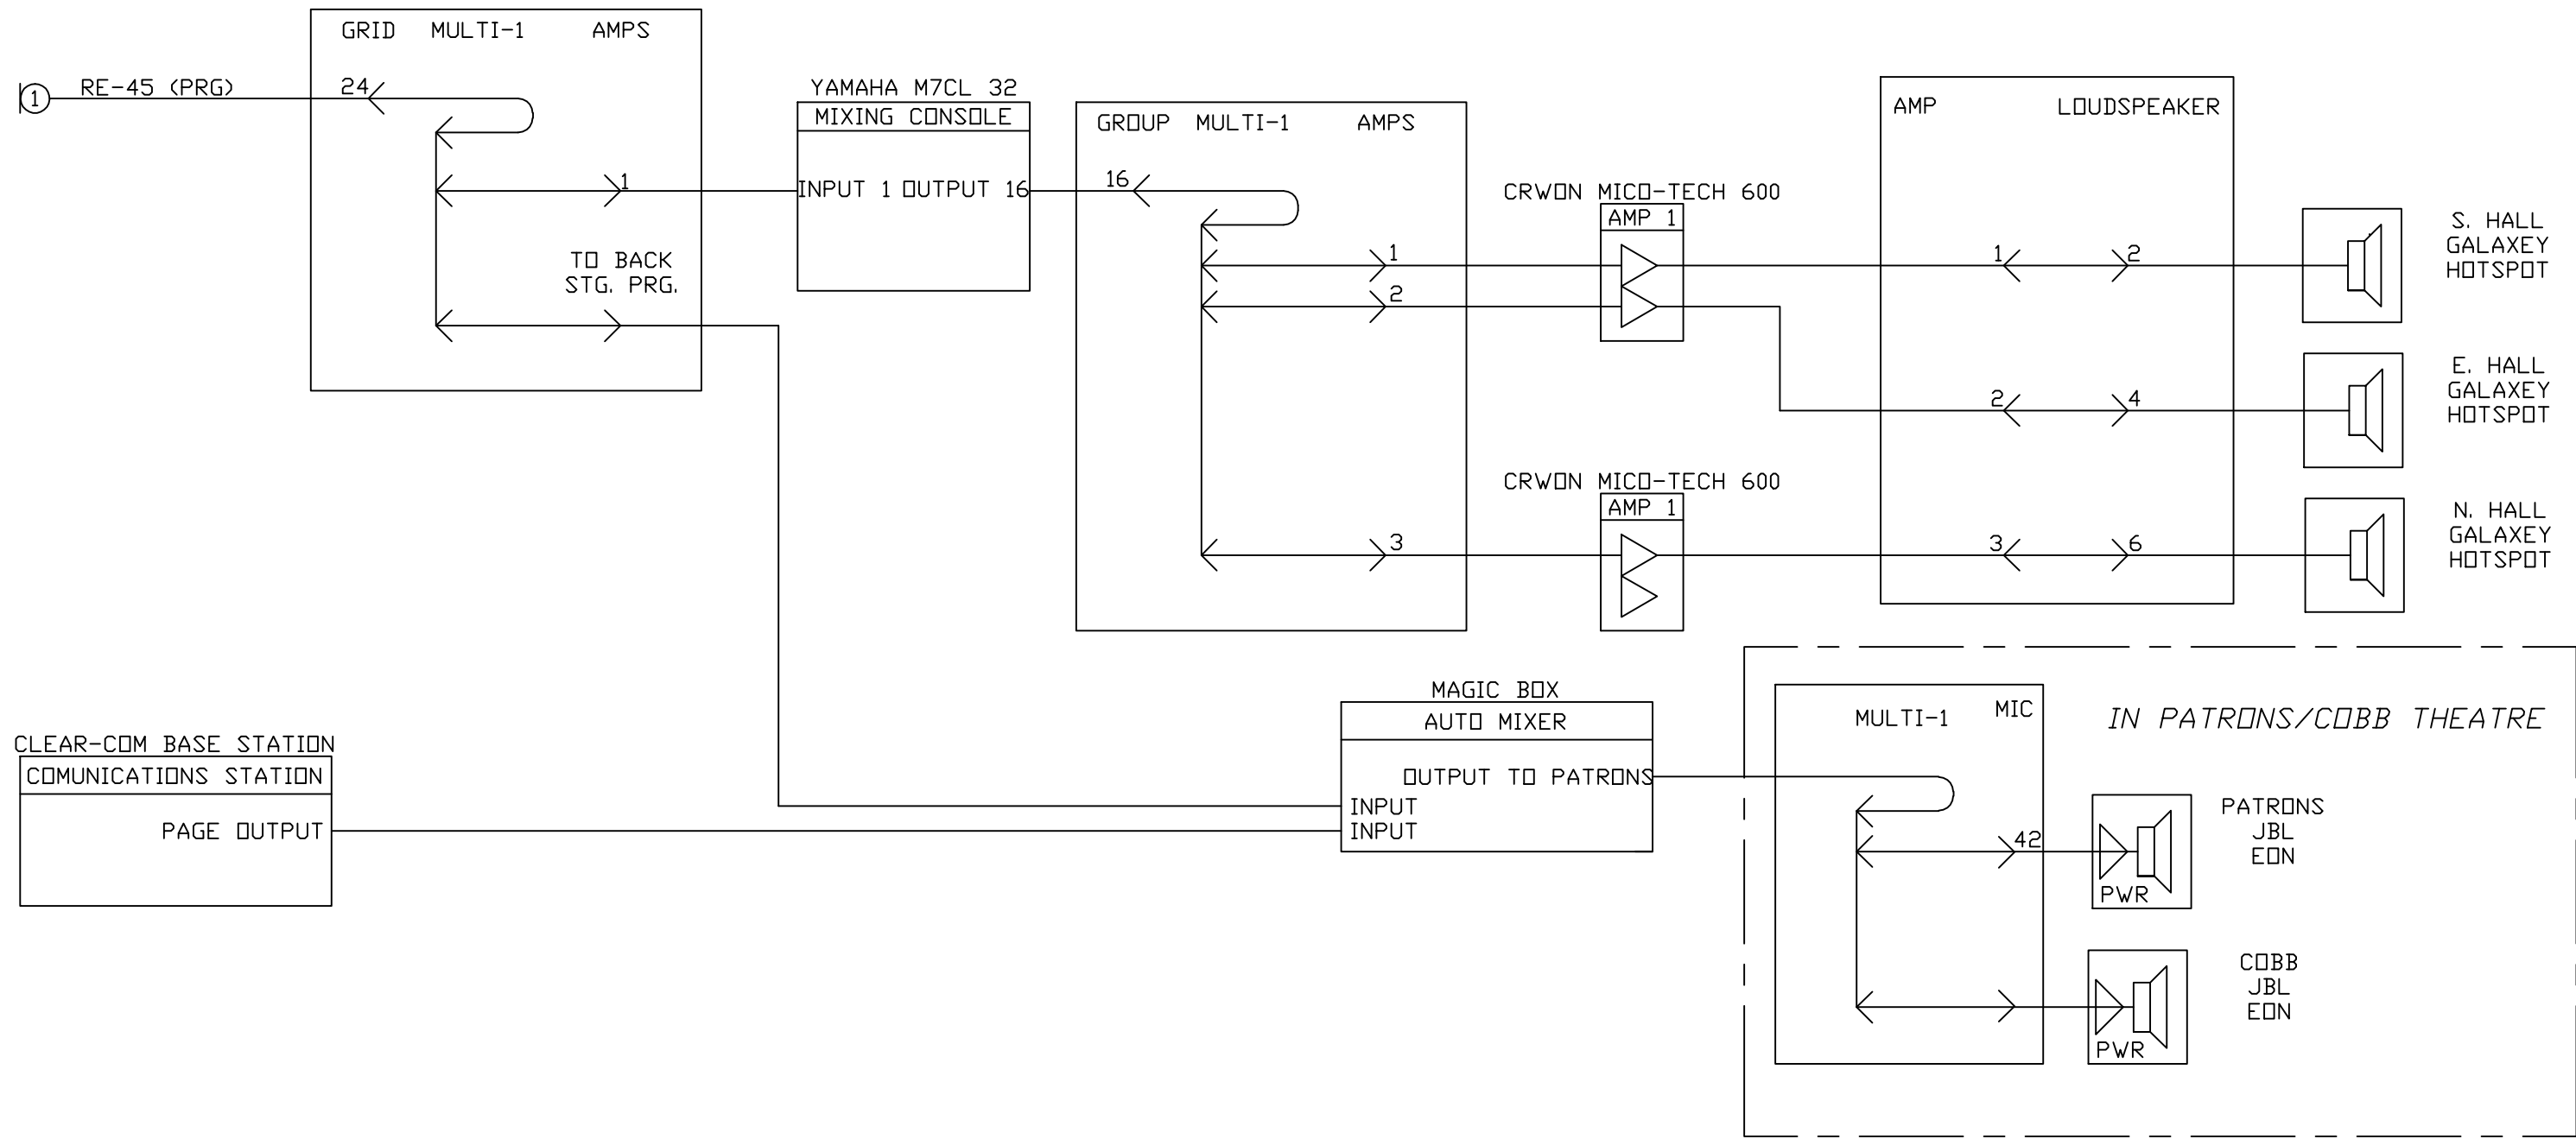 GRID MULTI-1 AMPS
RE-45 (PRG)
1
24
1
TO BACK
STG. PRG.
YAMAHA M7CL 32
MIXING CONSOLE
INPUT 1 OUTPUT 16
GROUP MULTI-1 AMPS
16
1
2
3
CRWON MICO-TECH 600
AMP 1
CRWON MICO-TECH 600
AMP 1
AMP LOUDSPEAKER
1 2
2 4
3 6
S. HALL
GALAXEY
HOTSPOT
E. HALL
GALAXEY
HOTSPOT
N. HALL
GALAXEY
HOTSPOT
CLEAR-COM BASE STATION
COMUNICATIONS STATION
PAGE OUTPUT
MAGIC BOX
AUTO MIXER
OUTPUT TO PATRONS
INPUT
INPUT
MULTI-1 MIC
IN PATRONS/COBB THEATRE
42
PWR
PATRONS
JBL
EON
PWR
COBB
JBL
EON